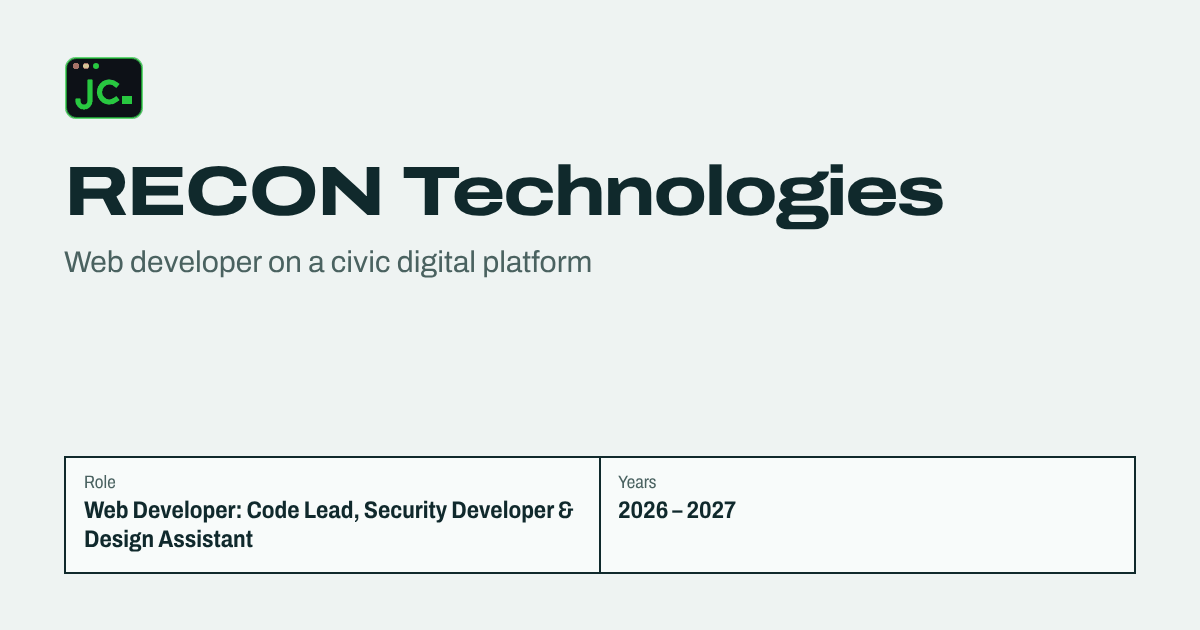 JC.
RECON Technologies
Web developer on a civic digital platform
Role
Web Developer: Code Lead, Security Developer &
Design Assistant
Years
2026 – 2027